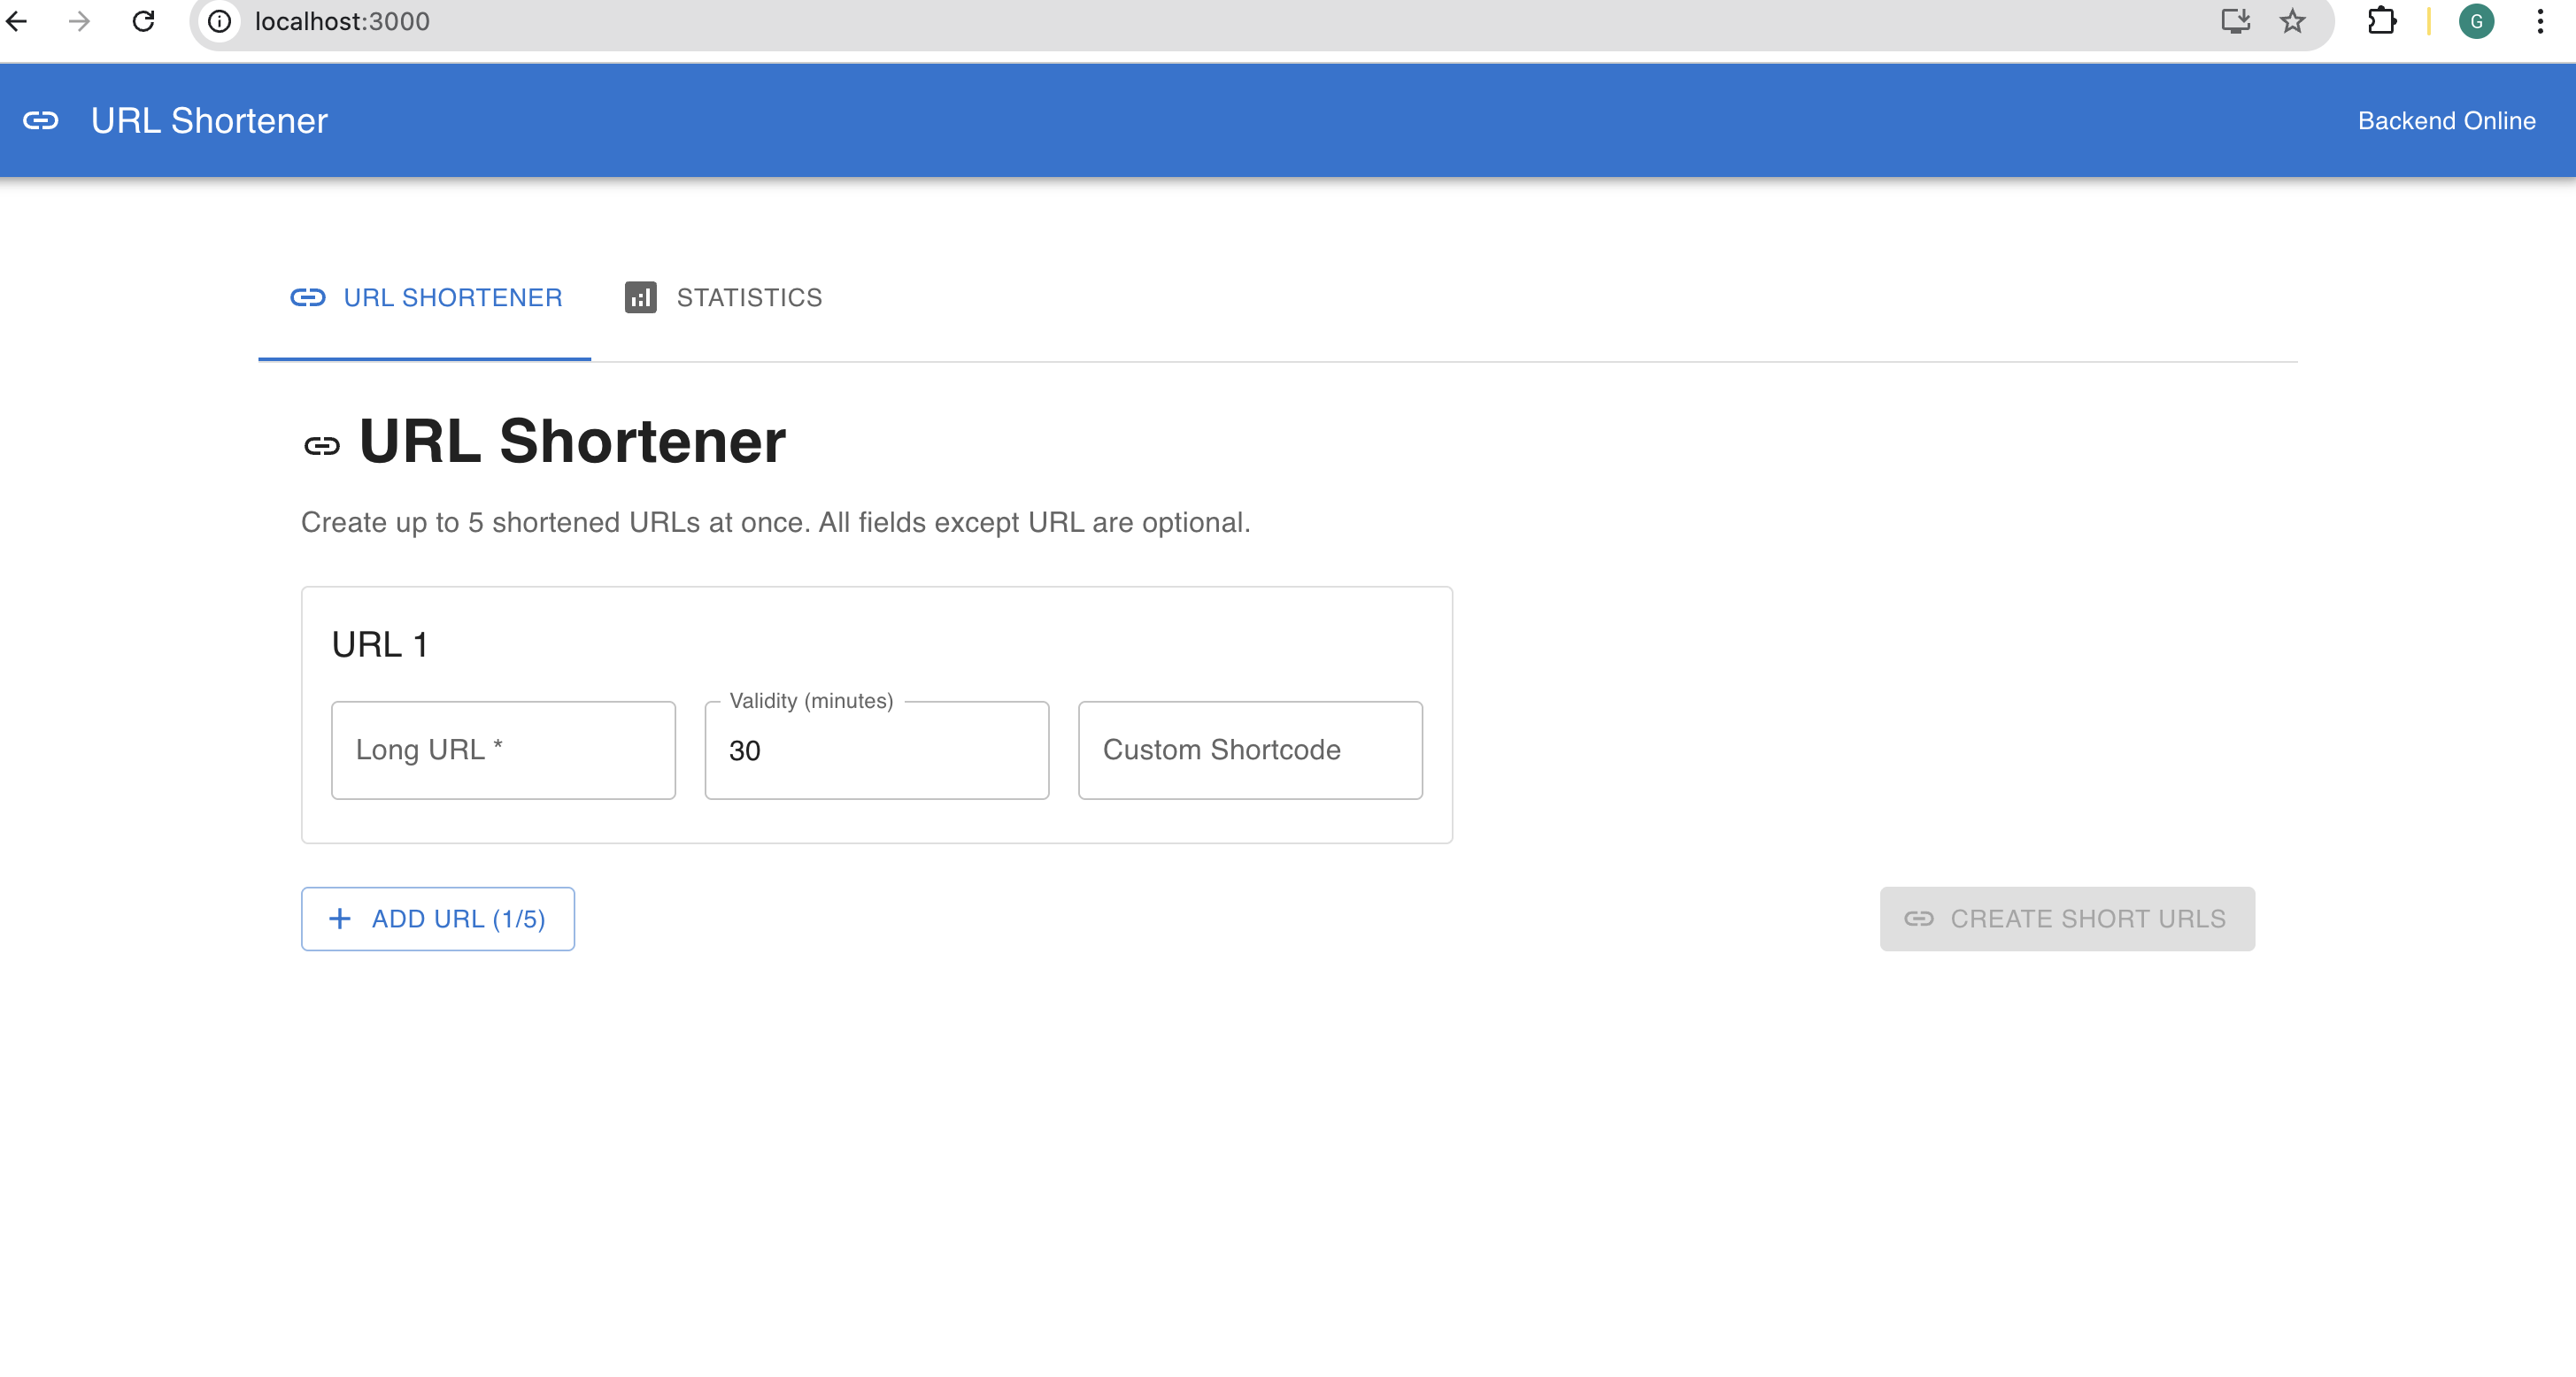 localhost:3000
G
URL Shortener
Backend Online
URL SHORTENER
STATISTICS
URL Shortener
Create up to 5 shortened URLs at once. All fields except URL are optional.
URL 1
Validity (minutes)
Long URL *
30
Custom Shortcode
ADD URL (1/5)
CREATE SHORT URLS